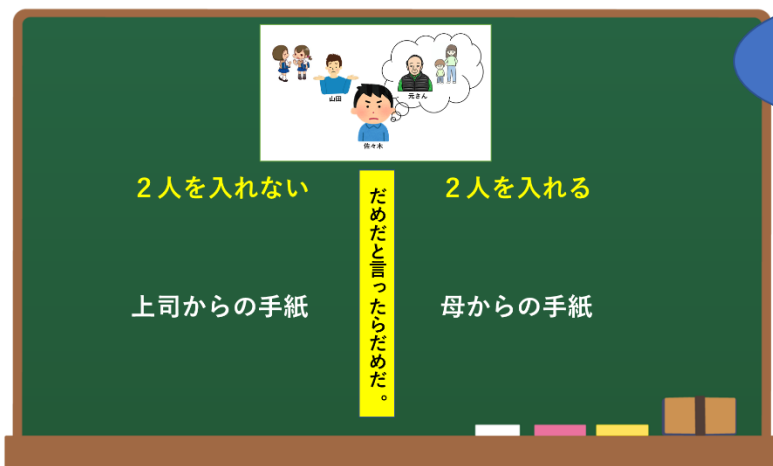 山田
元さん
佐々木
２人を入れない
だめだと言ったらだめだ。
２人を入れる
上司からの手紙
母からの手紙